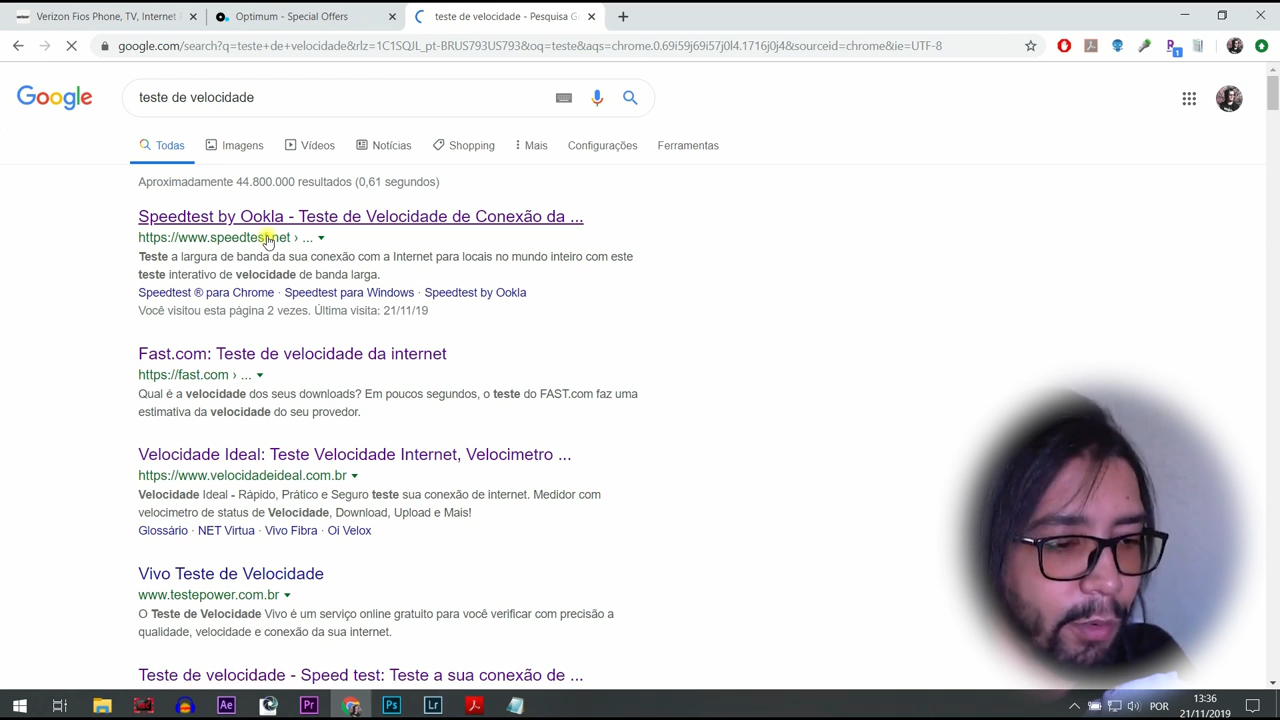 Verizon Fios Phone, TV, Internet
Optimum - Special Offers
teste de velocidade - Pesquisa G
google.com/search?q=teste+de+velocidade&rlz=1C1SQJL_pt-BRUS793US793&oq=teste&aqs=chrome.0.69i59j69i57j0l4.1716j0j4&sourceid=chrome&ie=UTF-8
1
Google
teste de velocidade
Todas
Imagens
Vídeos
Notícias
Shopping
Mais
Configurações
Ferramentas
Aproximadamente 44.800.000 resultados (0,61 segundos)
Speedtest by Ookla - Teste de Velocidade de Conexão da ...
https://www.speedtest.net › ...
Teste a largura de banda da sua conexão com a Internet para locais no mundo inteiro com este
teste interativo de velocidade de banda larga.
Speedtest ® para Chrome · Speedtest para Windows · Speedtest by Ookla
Você visitou esta página 2 vezes. Última visita: 21/11/19
Fast.com: Teste de velocidade da internet
https://fast.com › ...
Qual é a velocidade dos seus downloads? Em poucos segundos, o teste do FAST.com faz uma
estimativa da velocidade do seu provedor.
Velocidade Ideal: Teste Velocidade Internet, Velocimetro ...
https://www.velocidadeideal.com.br
Velocidade Ideal - Rápido, Prático e Seguro teste sua conexão de internet. Medidor com
velocimetro de status de Velocidade, Download, Upload e Mais!
Glossário · NET Virtua · Vivo Fibra · Oi Velox
Vivo Teste de Velocidade
www.testepower.com.br
O Teste de Velocidade Vivo é um serviço online gratuito para você verificar com precisão a
qualidade, velocidade e conexão da sua internet.
Teste de velocidade - Speed test: Teste a sua conexão de ...
Ae
Pr
Ps
Lr
POR
13:36
21/11/2019